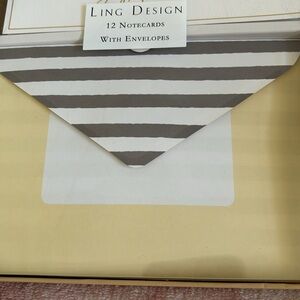 LING DESIGN
12 NOTECARDS
WITH ENVELOPES